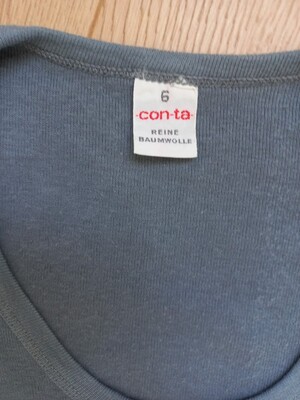 6
·con·ta·
REINE
BAUMWOLLE